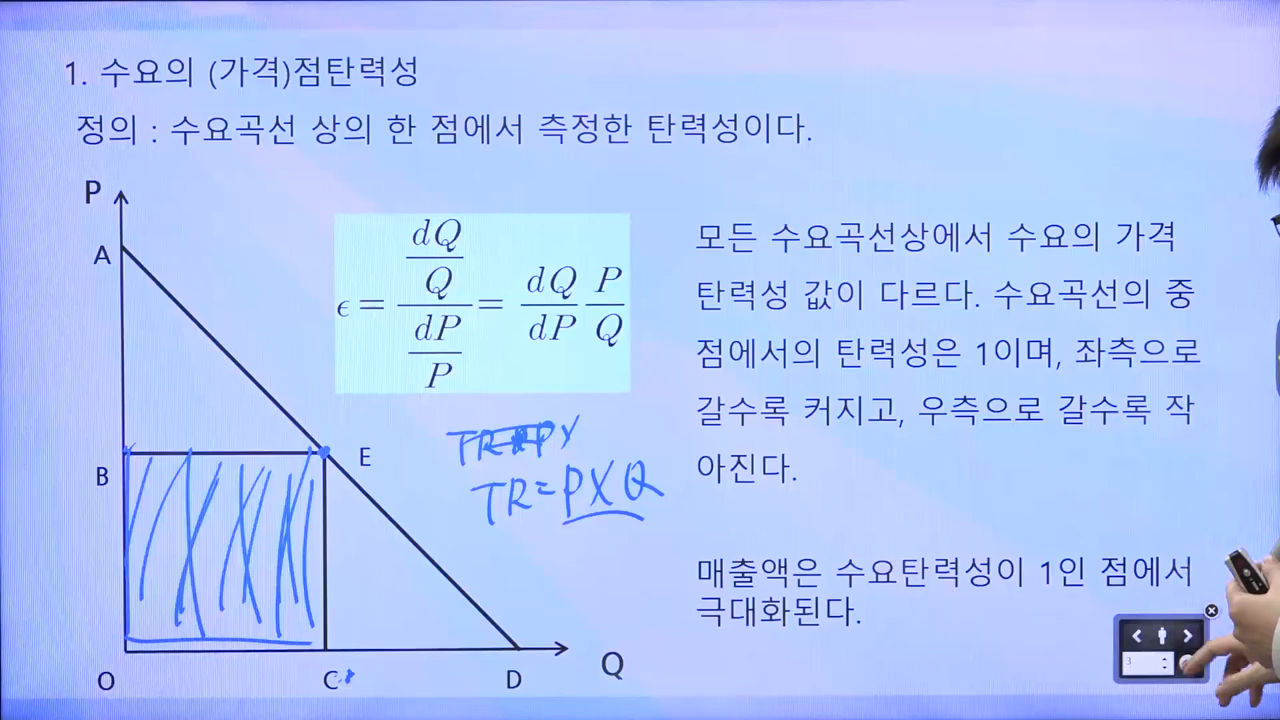 1. 수요의 (가격)점탄력성
정의 : 수요곡선 상의 한 점에서 측정한 탄력성이다.
P
A
B
E
O
C
D
Q
ϵ = (dQ/Q)/(dP/P) = dQ/dP P/Q
TR=P×Q
모든 수요곡선상에서 수요의 가격
탄력성 값이 다르다. 수요곡선의 중
점에서의 탄력성은 1이며, 좌측으로
갈수록 커지고, 우측으로 갈수록 작
아진다.
매출액은 수요탄력성이 1인 점에서
극대화된다.
3